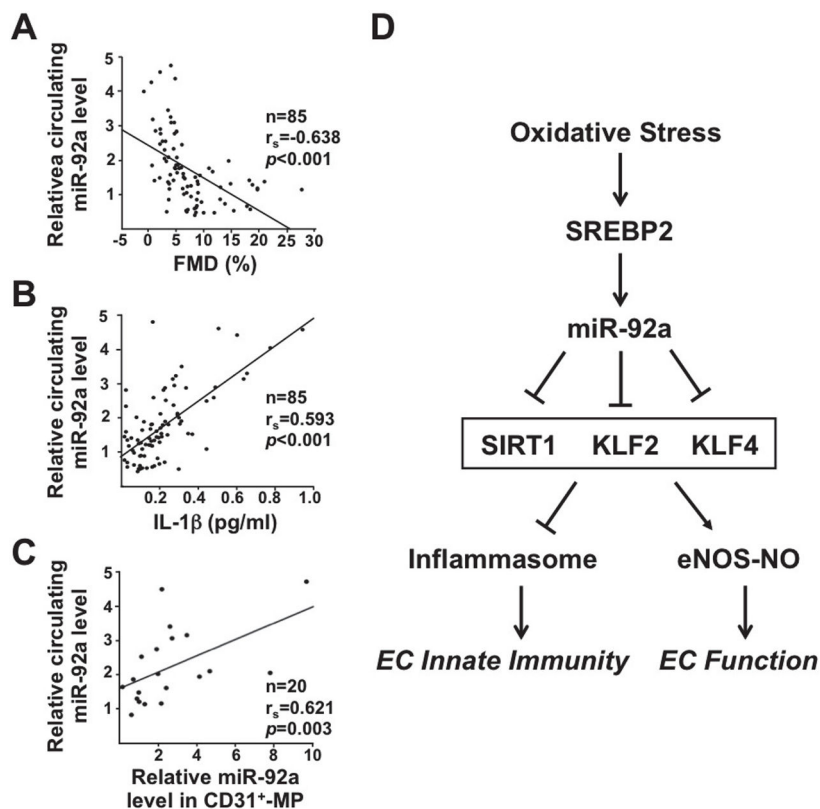 A
Relativea circulating
miR-92a level
5
4
3
2
1
n=85
rs=-0.638
p<0.001
-5 0 5 10 15 20 25 30
FMD (%)
B
Relative circulating
miR-92a level
5
4
3
2
1
n=85
rs=0.593
p<0.001
0.2 0.4 0.6 0.8 1.0
IL-1β (pg/ml)
C
Relative circulating
miR-92a level
5
4
3
2
1
n=20
rs=0.621
p=0.003
2 4 6 8 10
Relative miR-92a
level in CD31+-MP
D
Oxidative Stress
SREBP2
miR-92a
SIRT1 KLF2 KLF4
Inflammasome eNOS-NO
EC Innate Immunity EC Function